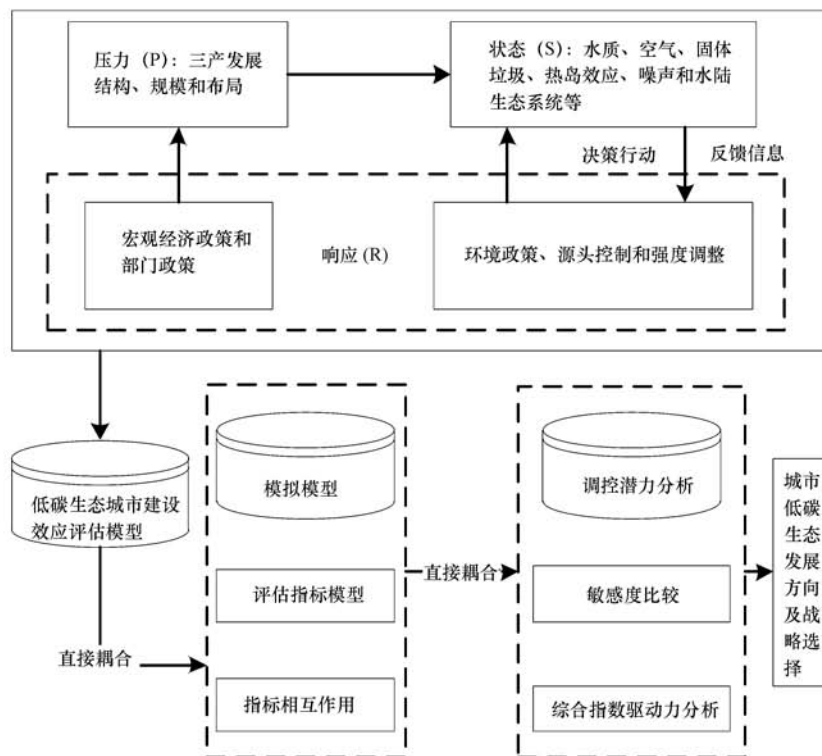 压力（P）：三产发展
结构、规模和布局
状态（S）：水质、空气、固体
垃圾、热岛效应、噪声和水陆
生态系统等
决策行动
反馈信息
宏观经济政策和
部门政策
响应 (R)
环境政策、源头控制和强度调整
低碳生态城市建设
效应评估模型
模拟模型
调控潜力分析
评估指标模型
直接耦合
敏感度比较
直接耦合
指标相互作用
综合指数驱动力分析
城市
低碳
生态
发展
方向
及战
略选
择